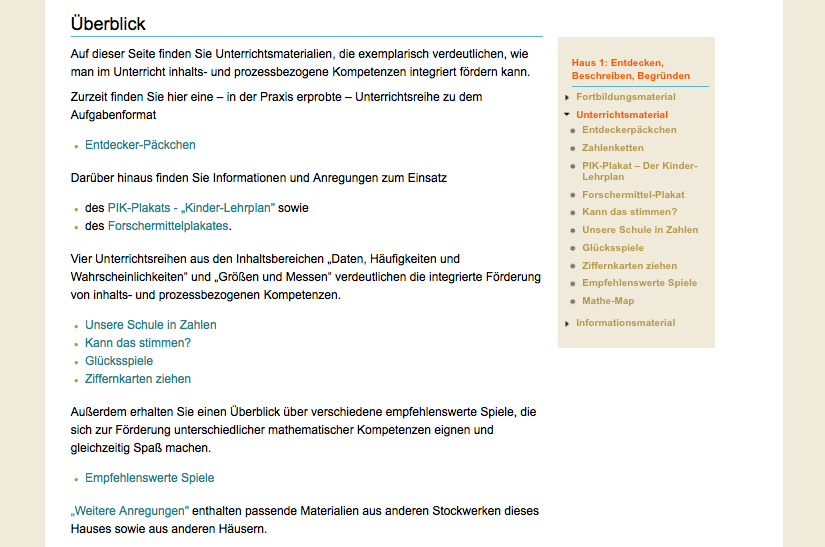 Überblick
Auf dieser Seite finden Sie Unterrichtsmaterialien, die exemplarisch verdeutlichen, wie
man im Unterricht inhalts- und prozessbezogene Kompetenzen integriert fördern kann.
Zurzeit finden Sie hier eine – in der Praxis erprobte – Unterrichtsreihe zu dem
Aufgabenformat
Entdecker-Päckchen
Darüber hinaus finden Sie Informationen und Anregungen zum Einsatz
des PIK-Plakats - „Kinder-Lehrplan" sowie
des Forschermittelplakates.
Vier Unterrichtsreihen aus den Inhaltsbereichen „Daten, Häufigkeiten und
Wahrscheinlichkeiten" und „Größen und Messen" verdeutlichen die integrierte Förderung
von inhalts- und prozessbezogenen Kompetenzen.
Unsere Schule in Zahlen
Kann das stimmen?
Glücksspiele
Ziffernkarten ziehen
Außerdem erhalten Sie einen Überblick über verschiedene empfehlenswerte Spiele, die
sich zur Förderung unterschiedlicher mathematischer Kompetenzen eignen und
gleichzeitig Spaß machen.
Empfehlenswerte Spiele
„Weitere Anregungen" enthalten passende Materialien aus anderen Stockwerken dieses
Hauses sowie aus anderen Häusern.
Haus 1: Entdecken,
Beschreiben, Begründen
Fortbildungsmaterial
Unterrichtsmaterial
Entdeckerpäckchen
Zahlenketten
PIK-Plakat – Der Kinder-
Lehrplan
Forschermittel-Plakat
Kann das stimmen?
Unsere Schule in Zahlen
Glücksspiele
Ziffernkarten ziehen
Empfehlenswerte Spiele
Mathe-Map
Informationsmaterial